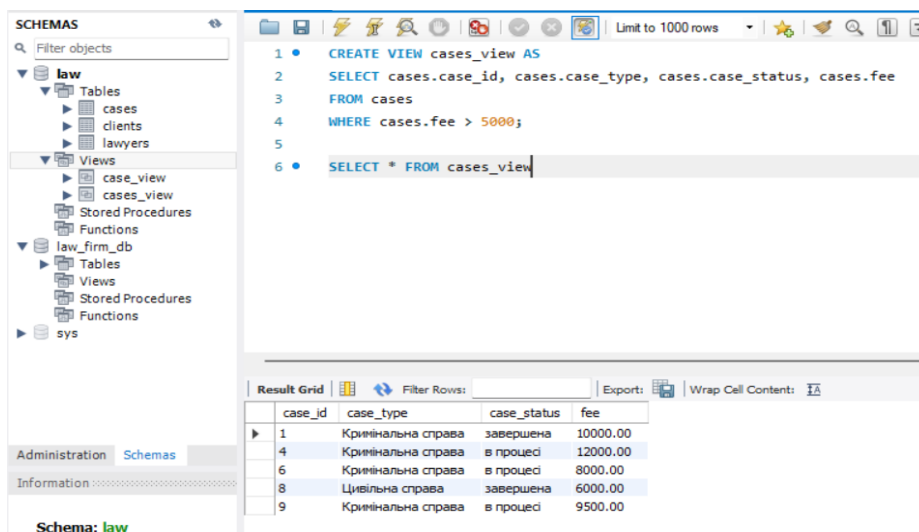 SCHEMAS
Filter objects
law
Tables
cases
clients
lawyers
Views
case_view
cases_view
Stored Procedures
Functions
law_firm_db
Tables
Views
Stored Procedures
Functions
sys
Administration Schemas
Information
Schema: law
Limit to 1000 rows
1 CREATE VIEW cases_view AS
2 SELECT cases.case_id, cases.case_type, cases.case_status, cases.fee
3 FROM cases
4 WHERE cases.fee > 5000;
5
6 SELECT * FROM cases_view
Result Grid Filter Rows: Export: Wrap Cell Content:
case_id case_type case_status fee
1 Кримінальна справа завершена 10000.00
4 Кримінальна справа в процесі 12000.00
6 Кримінальна справа в процесі 8000.00
8 Цивільна справа завершена 6000.00
9 Кримінальна справа в процесі 9500.00